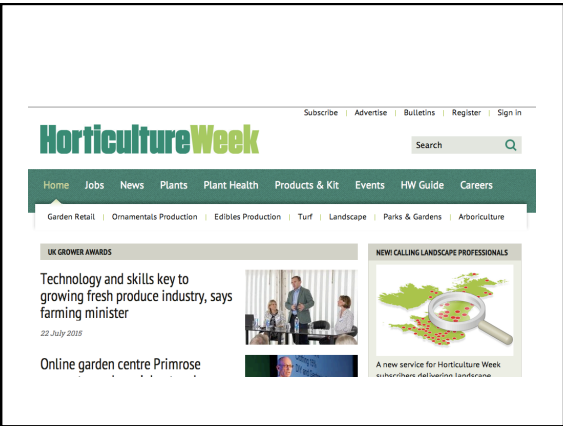 Subscribe | Advertise | Bulletins | Register | Sign in
HorticultureWeek
Search
Home Jobs News Plants Plant Health Products & Kit Events HW Guide Careers
Garden Retail | Ornamentals Production | Edibles Production | Turf | Landscape | Parks & Gardens | Arboriculture
UK GROWER AWARDS
Technology and skills key to
growing fresh produce industry, says
farming minister
22 July 2015
Online garden centre Primrose
NEW! CALLING LANDSCAPE PROFESSIONALS
A new service for Horticulture Week
subscribers delivering landscape